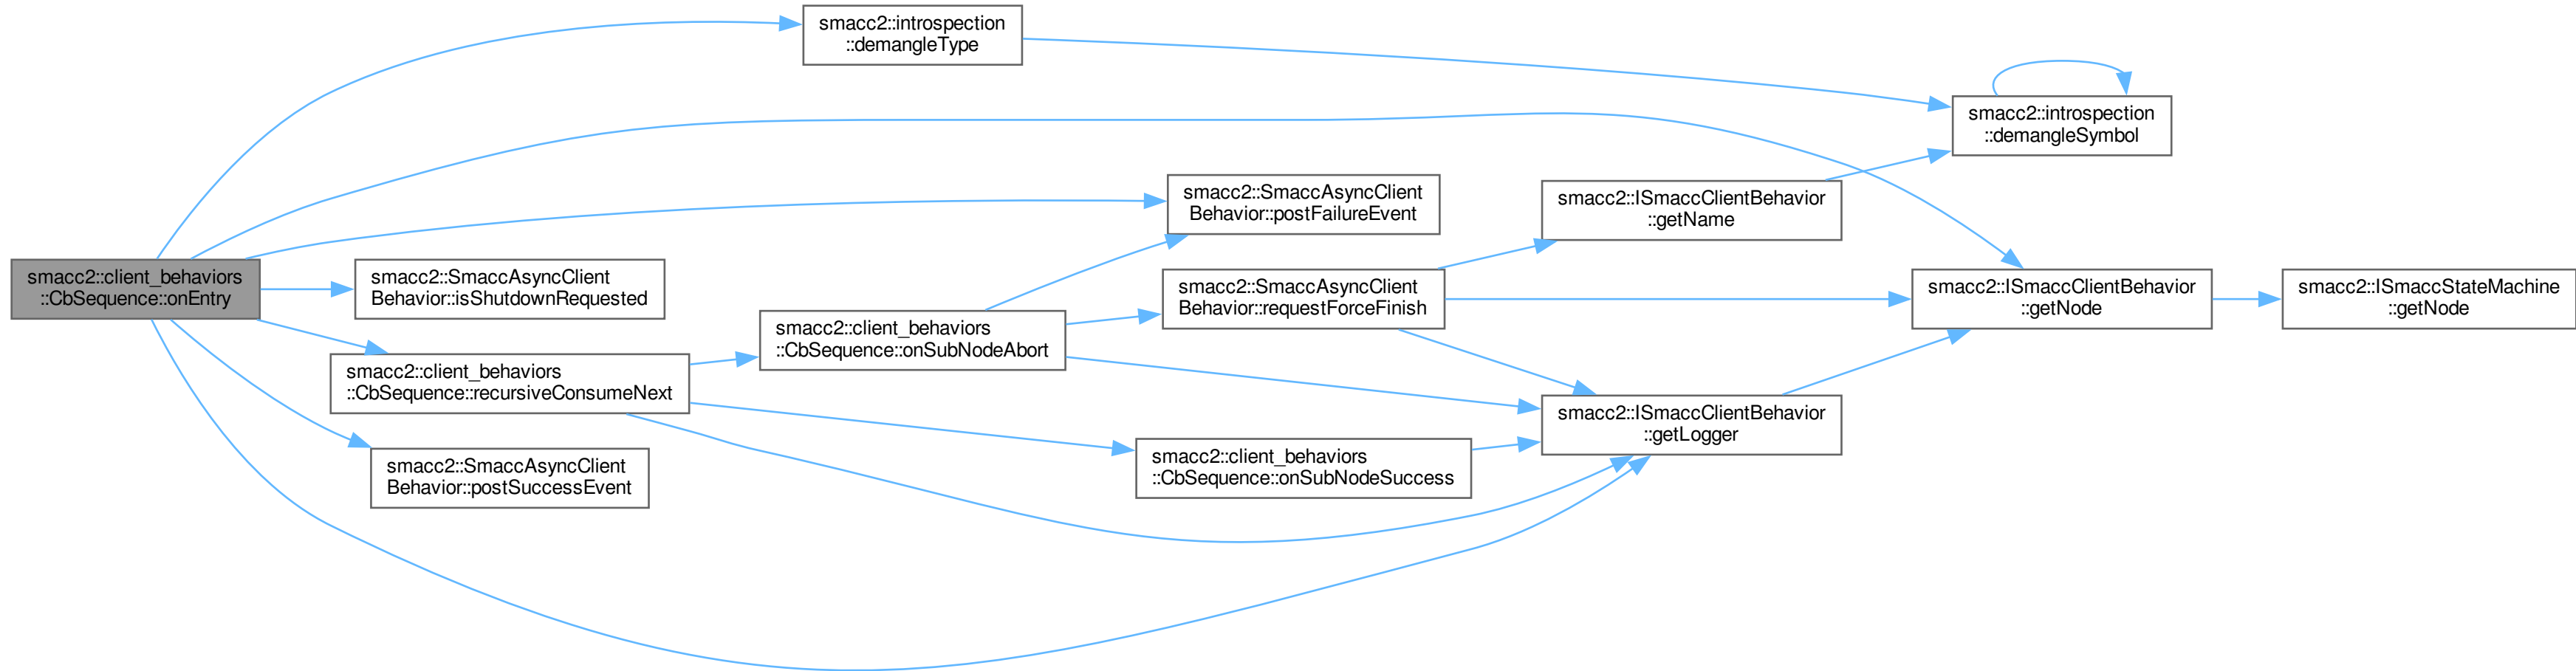 smacc2::introspection
::demangleType
smacc2::introspection
::demangleSymbol
smacc2::SmaccAsyncClient
Behavior::postFailureEvent
smacc2::ISmaccClientBehavior
::getName
smacc2::client_behaviors
::CbSequence::onEntry
smacc2::SmaccAsyncClient
Behavior::isShutdownRequested
smacc2::SmaccAsyncClient
Behavior::requestForceFinish
smacc2::ISmaccClientBehavior
::getNode
smacc2::ISmaccStateMachine
::getNode
smacc2::client_behaviors
::CbSequence::onSubNodeAbort
smacc2::client_behaviors
::CbSequence::recursiveConsumeNext
smacc2::ISmaccClientBehavior
::getLogger
smacc2::client_behaviors
::CbSequence::onSubNodeSuccess
smacc2::SmaccAsyncClient
Behavior::postSuccessEvent